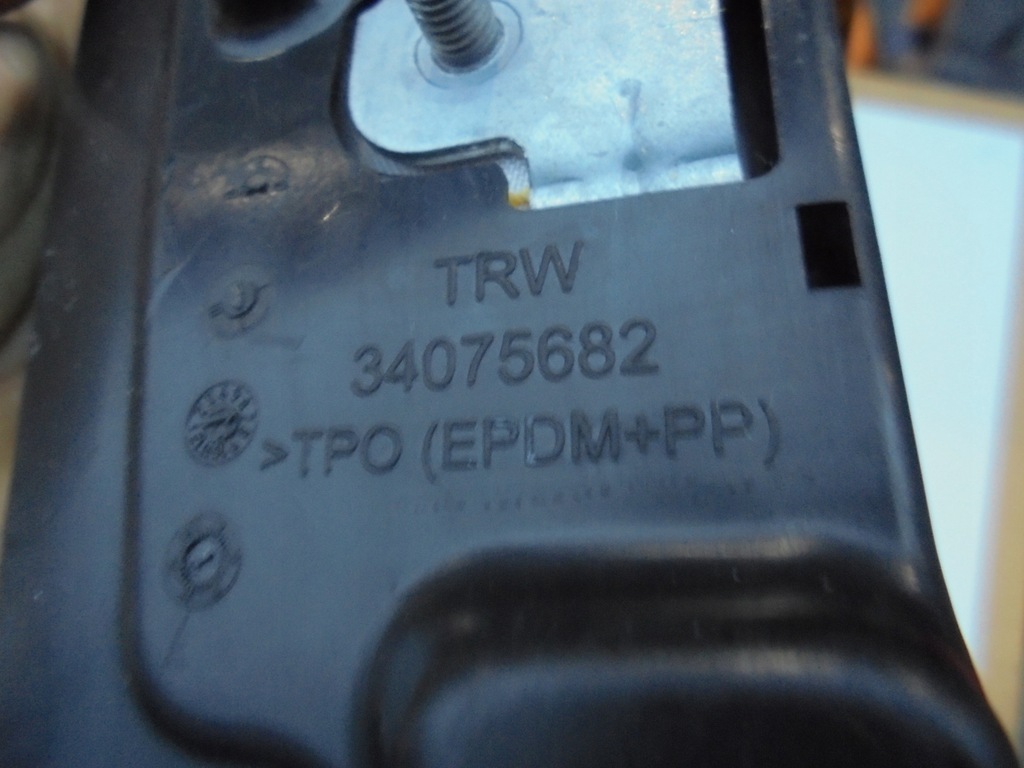 TRW
34075682
>TPO (EPDM+PP)